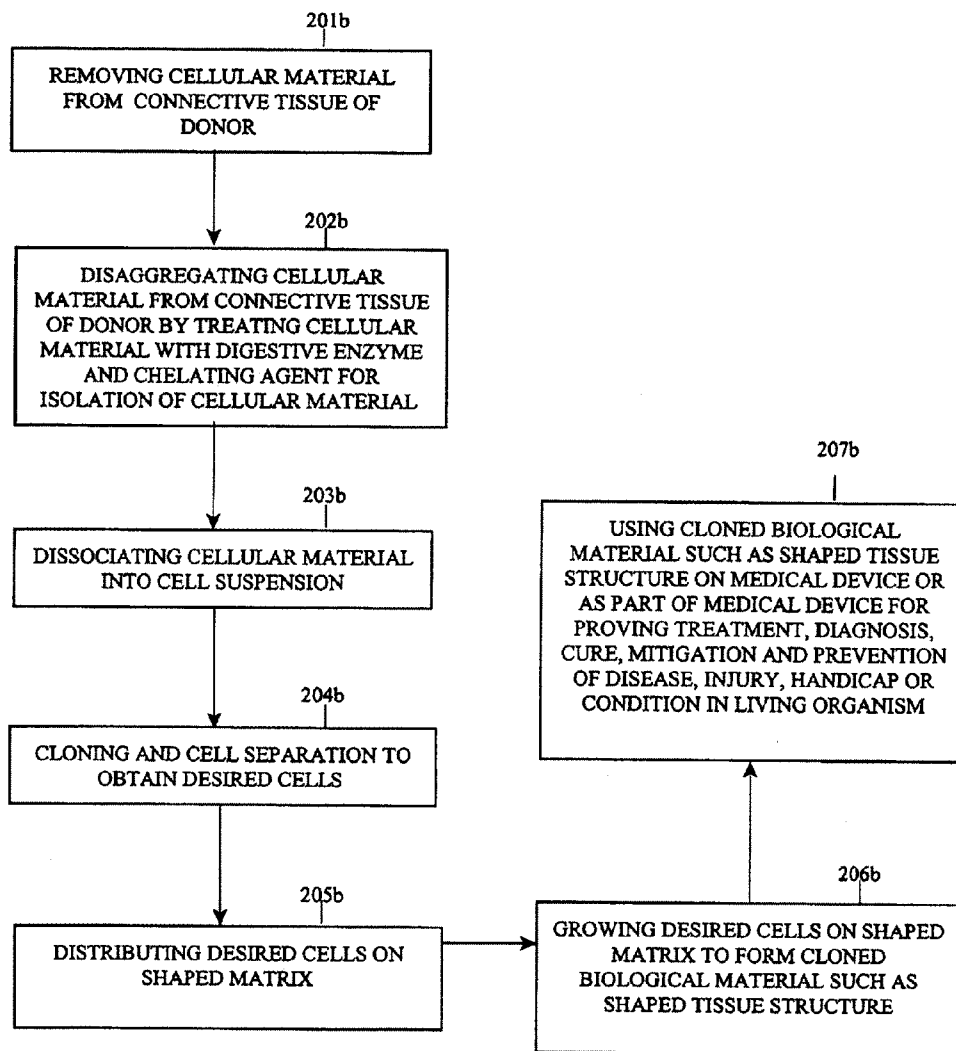 201b
REMOVING CELLULAR MATERIAL
FROM CONNECTIVE TISSUE OF
DONOR
202b
DISAGGREGATING CELLULAR
MATERIAL FROM CONNECTIVE TISSUE
OF DONOR BY TREATING CELLULAR
MATERIAL WITH DIGESTIVE ENZYME
AND CHELATING AGENT FOR
ISOLATION OF CELLULAR MATERIAL
203b
DISSOCIATING CELLULAR MATERIAL
INTO CELL SUSPENSION
204b
CLONING AND CELL SEPARATION TO
OBTAIN DESIRED CELLS
205b
DISTRIBUTING DESIRED CELLS ON
SHAPED MATRIX
206b
GROWING DESIRED CELLS ON SHAPED
MATRIX TO FORM CLONED
BIOLOGICAL MATERIAL SUCH AS
SHAPED TISSUE STRUCTURE
207b
USING CLONED BIOLOGICAL
MATERIAL SUCH AS SHAPED TISSUE
STRUCTURE ON MEDICAL DEVICE OR
AS PART OF MEDICAL DEVICE FOR
PROVING TREATMENT, DIAGNOSIS,
CURE, MITIGATION AND PREVENTION
OF DISEASE, INJURY, HANDICAP OR
CONDITION IN LIVING ORGANISM